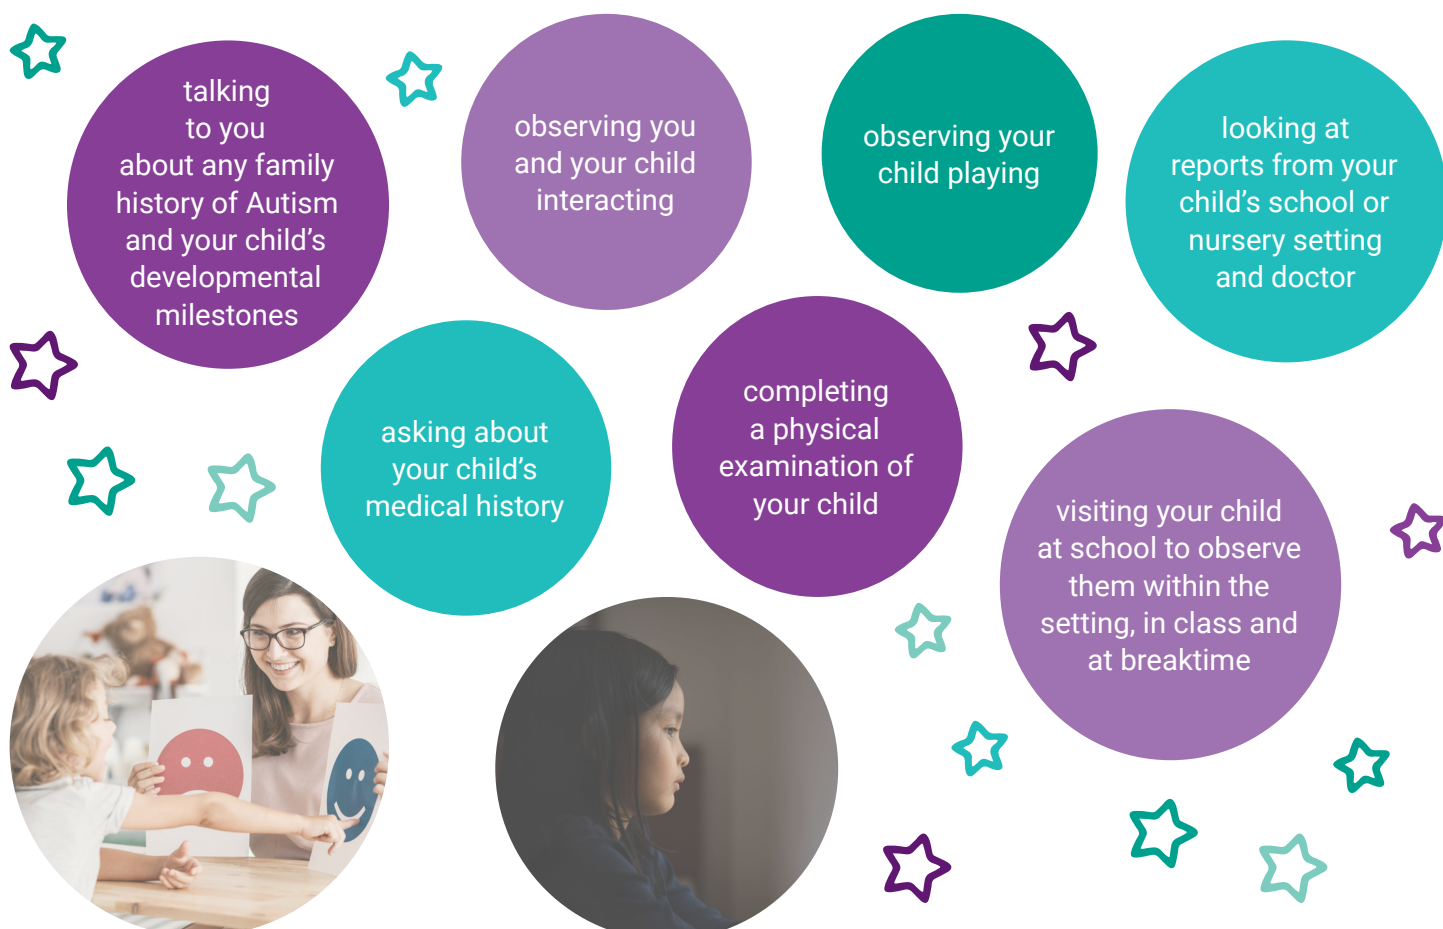 talking
to you
about any family
history of Autism
and your child's
developmental
milestones
observing you
and your child
interacting
observing your
child playing
looking at
reports from your
child’s school or
nursery setting
and doctor
asking about
your child’s
medical history
completing
a physical
examination of
your child
visiting your child
at school to observe
them within the
setting, in class and
at breaktime